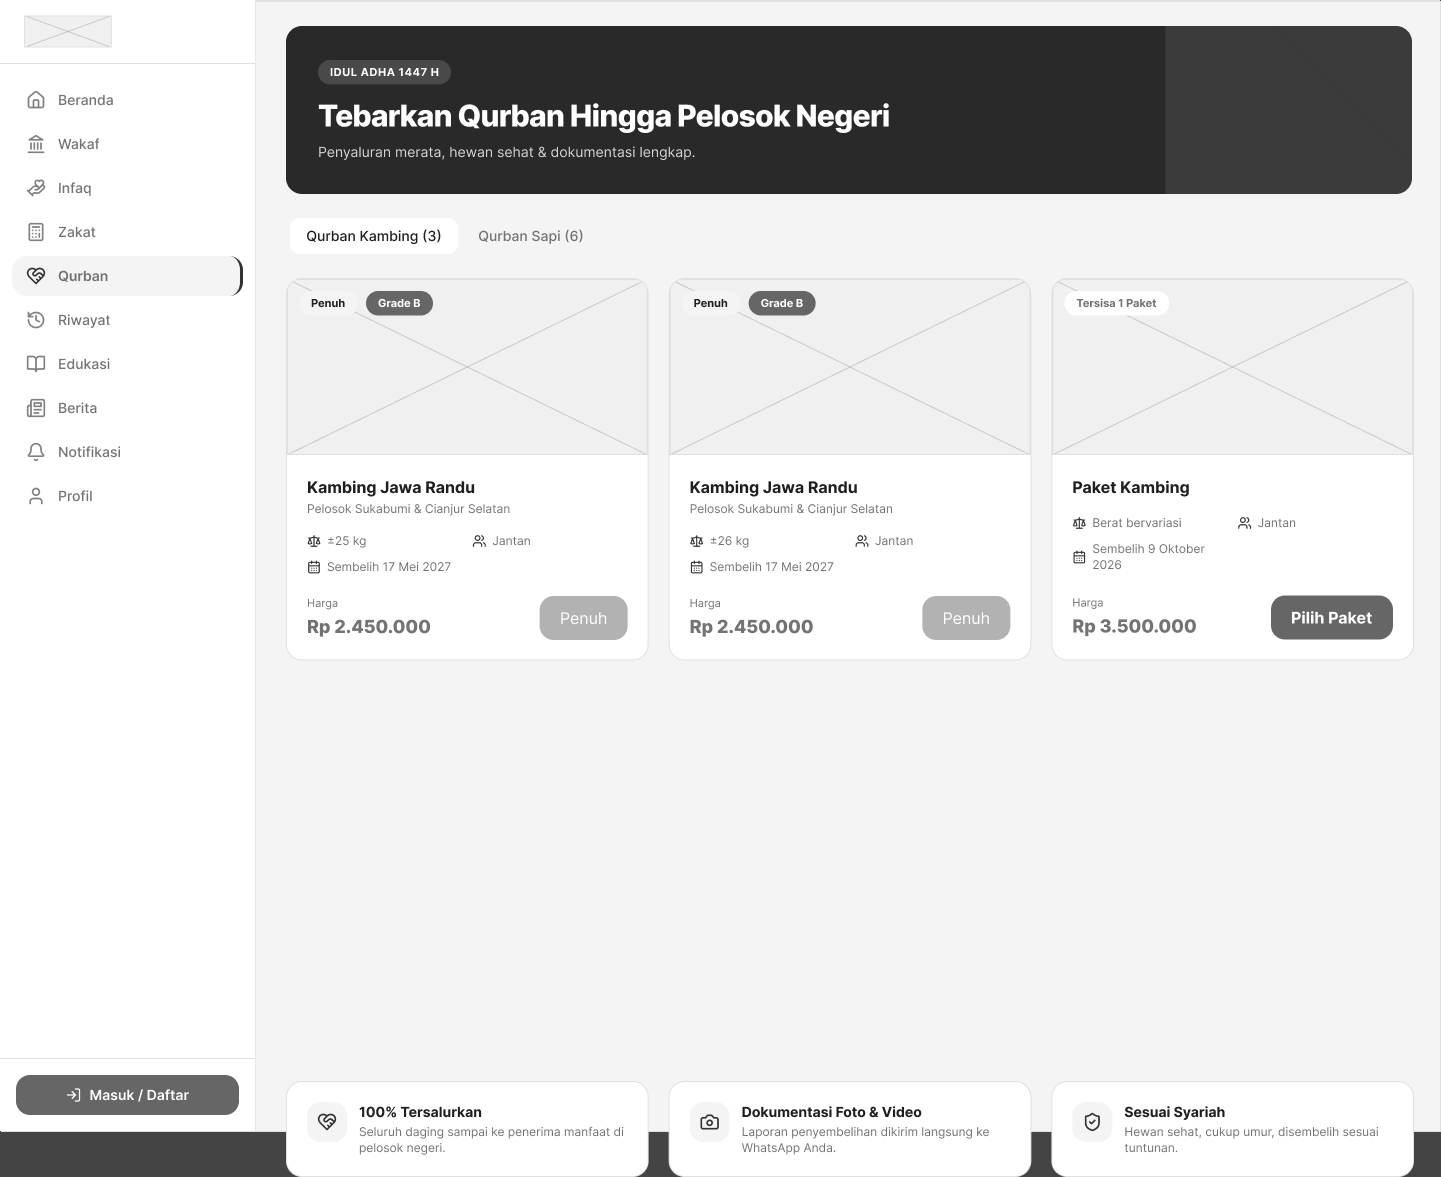 Beranda
Wakaf
Infaq
Zakat
Qurban
Riwayat
Edukasi
Berita
Notifikasi
Profil
Masuk / Daftar
IDUL ADHA 1447 H
Tebarkan Qurban Hingga Pelosok Negeri
Penyaluran merata, hewan sehat & dokumentasi lengkap.
Qurban Kambing (3)
Qurban Sapi (6)
Penuh
Grade B
Kambing Jawa Randu
Pelosok Sukabumi & Cianjur Selatan
±25 kg
Jantan
Sembelih 17 Mei 2027
Harga
Rp 2.450.000
Penuh
Penuh
Grade B
Kambing Jawa Randu
Pelosok Sukabumi & Cianjur Selatan
±26 kg
Jantan
Sembelih 17 Mei 2027
Harga
Rp 2.450.000
Penuh
Tersisa 1 Paket
Paket Kambing
Berat bervariasi
Jantan
Sembelih 9 Oktober
2026
Harga
Rp 3.500.000
Pilih Paket
100% Tersalurkan
Seluruh daging sampai ke penerima manfaat di
pelosok negeri.
Dokumentasi Foto & Video
Laporan penyembelihan dikirim langsung ke
WhatsApp Anda.
Sesuai Syariah
Hewan sehat, cukup umur, disembelih sesuai
tuntunan.